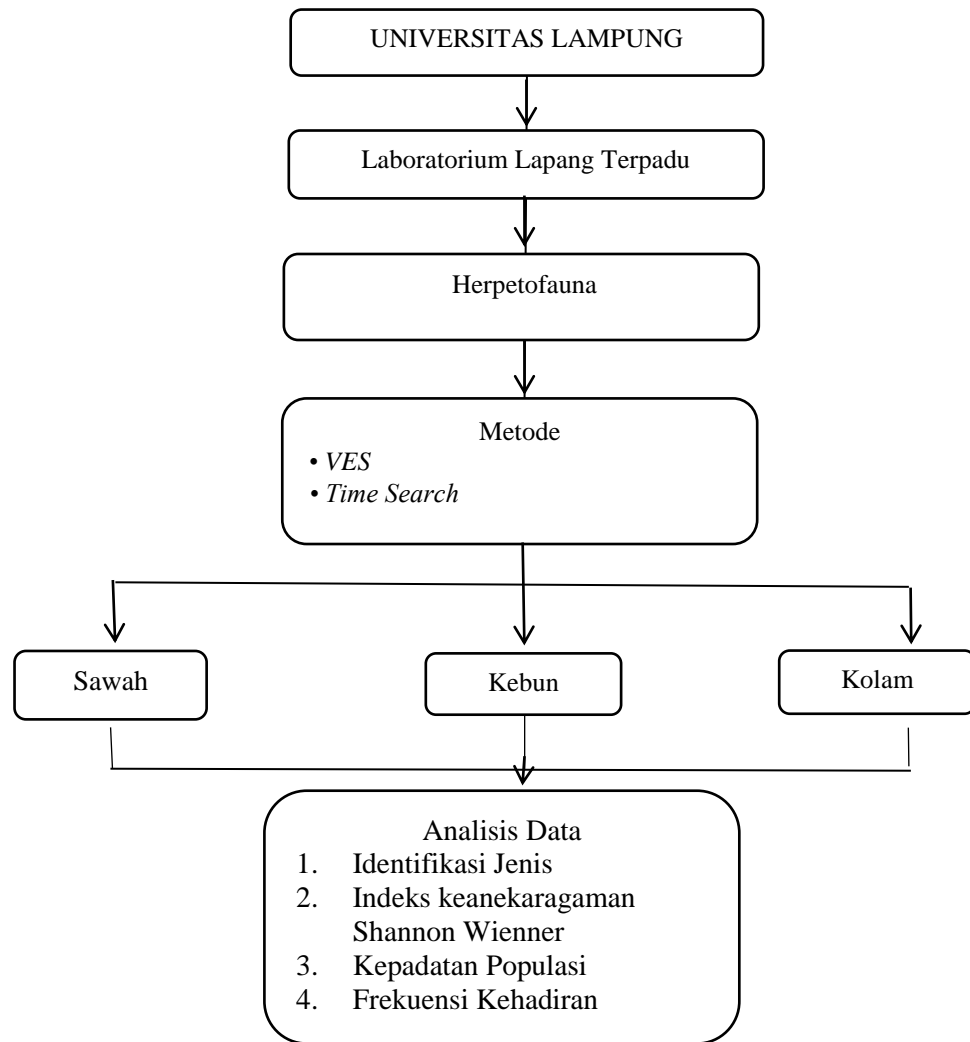 UNIVERSITAS LAMPUNG
Laboratorium Lapang Terpadu
Herpetofauna
Metode
• VES
• Time Search
Sawah
Kebun
Kolam
Analisis Data
1. Identifikasi Jenis
2. Indeks keanekaragaman
Shannon Wienner
3. Kepadatan Populasi
4. Frekuensi Kehadiran